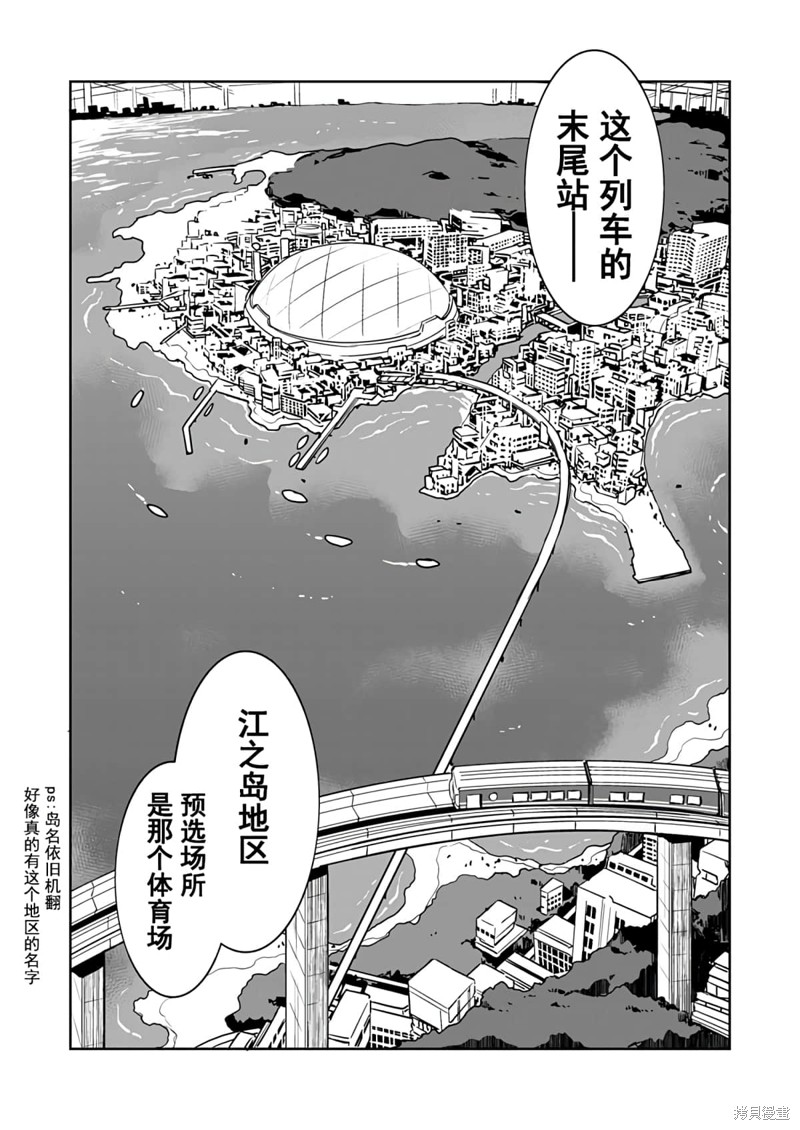 这个列车的
末尾站——
江之岛地区
预选场所
是那个体育场
ps：岛名依旧机翻
好像真的有这个地区的名字
拷贝漫畫